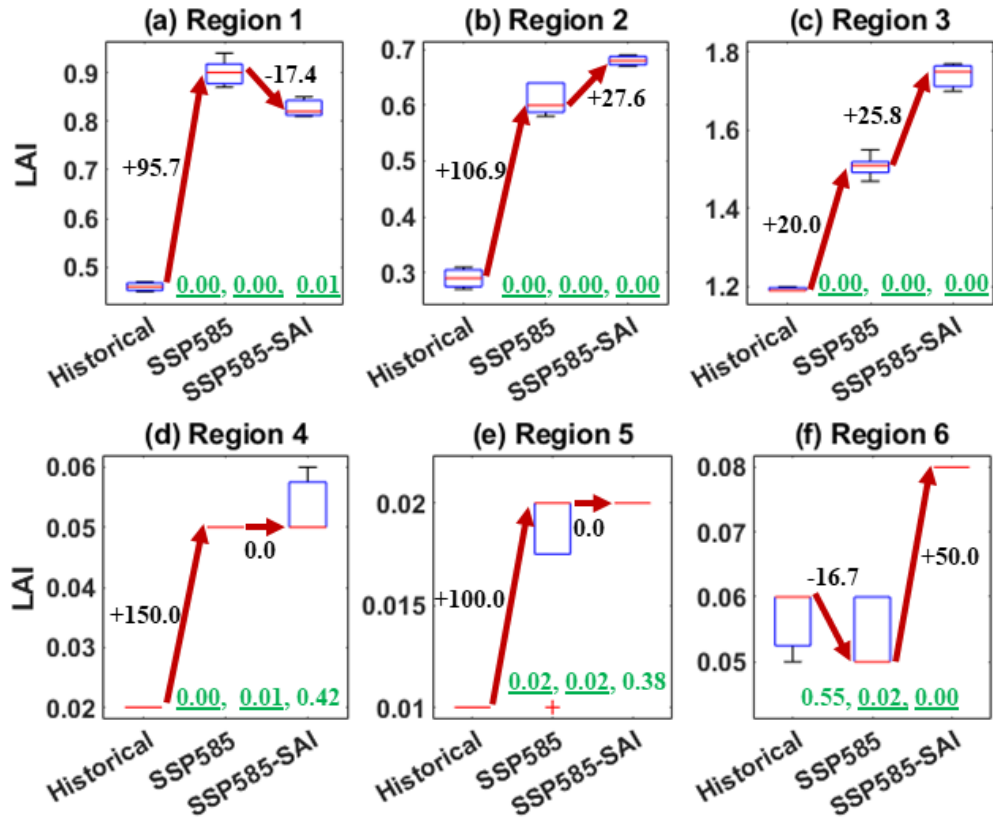 (a) Region 1
LAI
0.9
0.8
0.7
0.6
0.5
+95.7
-17.4
0.00, 0.00, 0.01
Historical
SSP585
SSP585-SAI
(b) Region 2
0.7
0.6
0.5
0.4
0.3
+106.9
+27.6
0.00, 0.00, 0.00
Historical
SSP585
SSP585-SAI
(c) Region 3
1.8
1.6
1.4
1.2
+20.0
+25.8
0.00, 0.00, 0.00
Historical
SSP585
SSP585-SAI
(d) Region 4
LAI
0.06
0.05
0.04
0.03
0.02
+150.0
0.0
0.00, 0.01, 0.42
Historical
SSP585
SSP585-SAI
(e) Region 5
0.02
0.015
0.01
+100.0
0.0
0.02, 0.02, 0.38
Historical
SSP585
SSP585-SAI
(f) Region 6
0.08
0.07
0.06
0.05
-16.7
+50.0
0.55, 0.02, 0.00
Historical
SSP585
SSP585-SAI